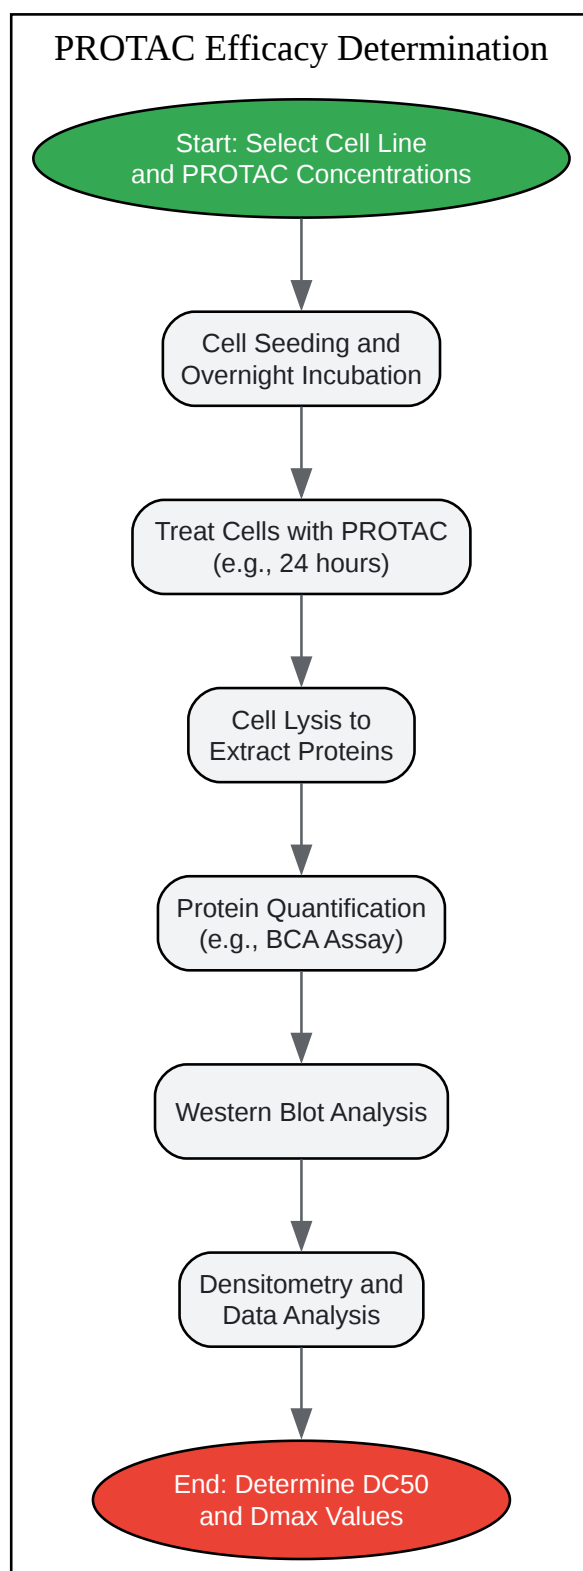 PROTAC Efficacy Determination
Start: Select Cell Line
and PROTAC Concentrations
Cell Seeding and
Overnight Incubation
Treat Cells with PROTAC
(e.g., 24 hours)
Cell Lysis to
Extract Proteins
Protein Quantification
(e.g., BCA Assay)
Western Blot Analysis
Densitometry and
Data Analysis
End: Determine DC50
and Dmax Values